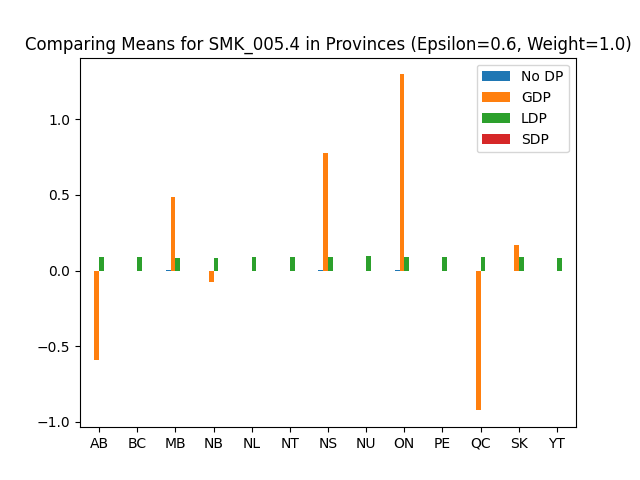 Comparing Means for SMK_005.4 in Provinces (Epsilon=0.6, Weight=1.0)
No DP
GDP
LDP
SDP
1.0
0.5
0.0
−0.5
−1.0
AB BC MB NB NL NT NS NU ON PE QC SK YT